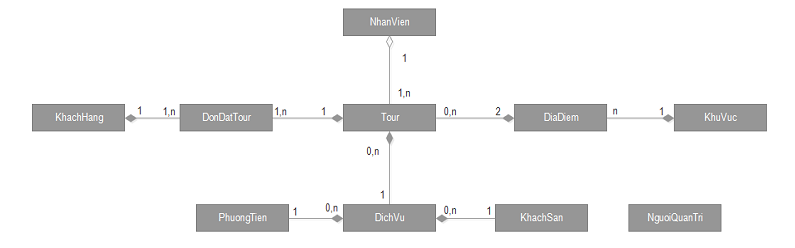 NhanVien
1
1,n
KhachHang 1 1,n DonDatTour 1,n 1 Tour 0,n 2 DiaDiem n 1 KhuVuc
0,n
1
PhuongTien 1 0,n DichVu 0,n 1 KhachSan NguoiQuanTri